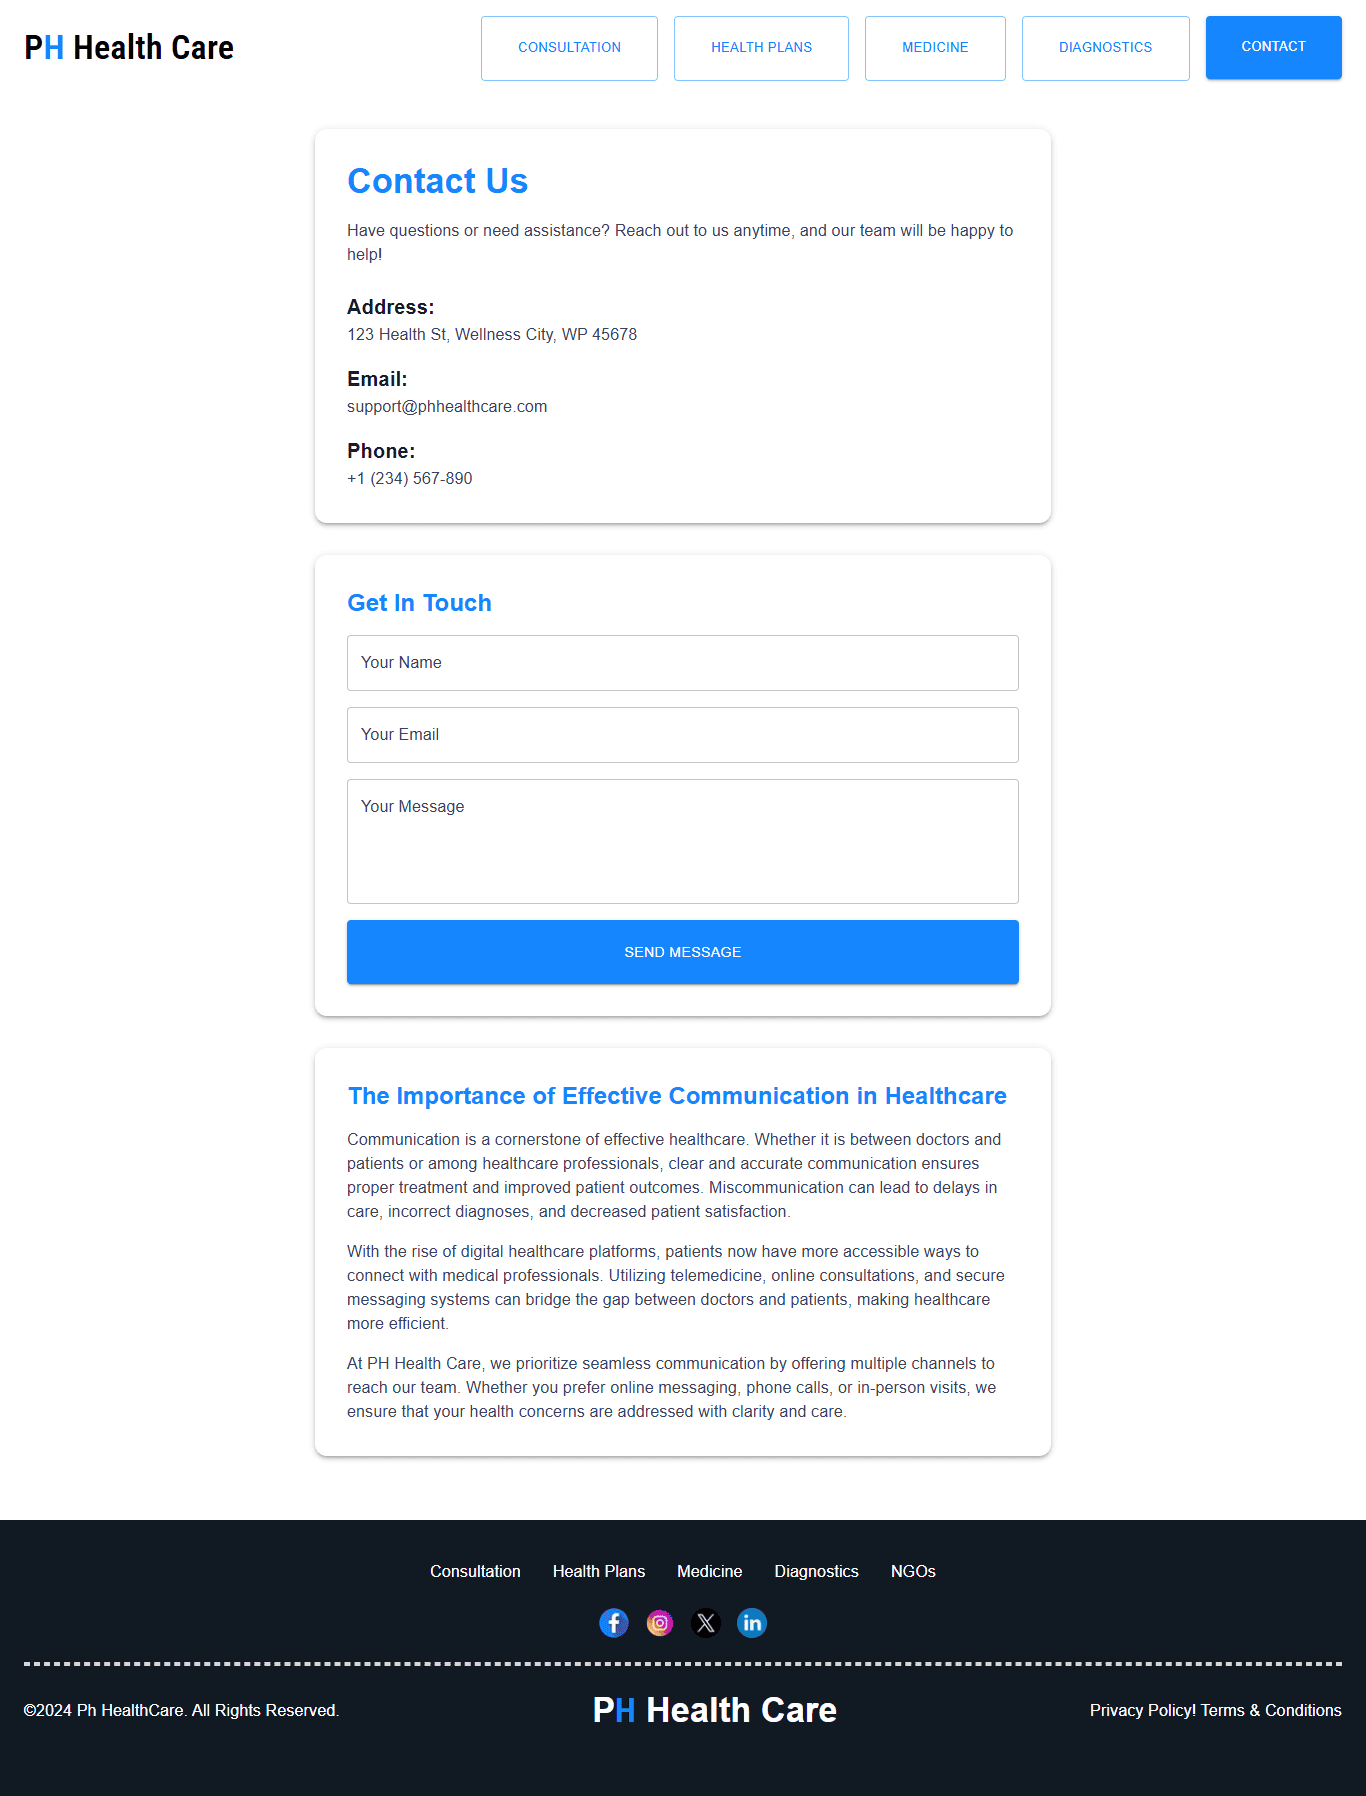 PH Health Care
CONSULTATION
HEALTH PLANS
MEDICINE
DIAGNOSTICS
CONTACT
Contact Us
Have questions or need assistance? Reach out to us anytime, and our team will be happy to
help!
Address:
123 Health St, Wellness City, WP 45678
Email:
support@phhealthcare.com
Phone:
+1 (234) 567-890
Get In Touch
Your Name
Your Email
Your Message
SEND MESSAGE
The Importance of Effective Communication in Healthcare
Communication is a cornerstone of effective healthcare. Whether it is between doctors and
patients or among healthcare professionals, clear and accurate communication ensures
proper treatment and improved patient outcomes. Miscommunication can lead to delays in
care, incorrect diagnoses, and decreased patient satisfaction.
With the rise of digital healthcare platforms, patients now have more accessible ways to
connect with medical professionals. Utilizing telemedicine, online consultations, and secure
messaging systems can bridge the gap between doctors and patients, making healthcare
more efficient.
At PH Health Care, we prioritize seamless communication by offering multiple channels to
reach our team. Whether you prefer online messaging, phone calls, or in-person visits, we
ensure that your health concerns are addressed with clarity and care.
Consultation
Health Plans
Medicine
Diagnostics
NGOs
©2024 Ph HealthCare. All Rights Reserved.
PH Health Care
Privacy Policy! Terms & Conditions